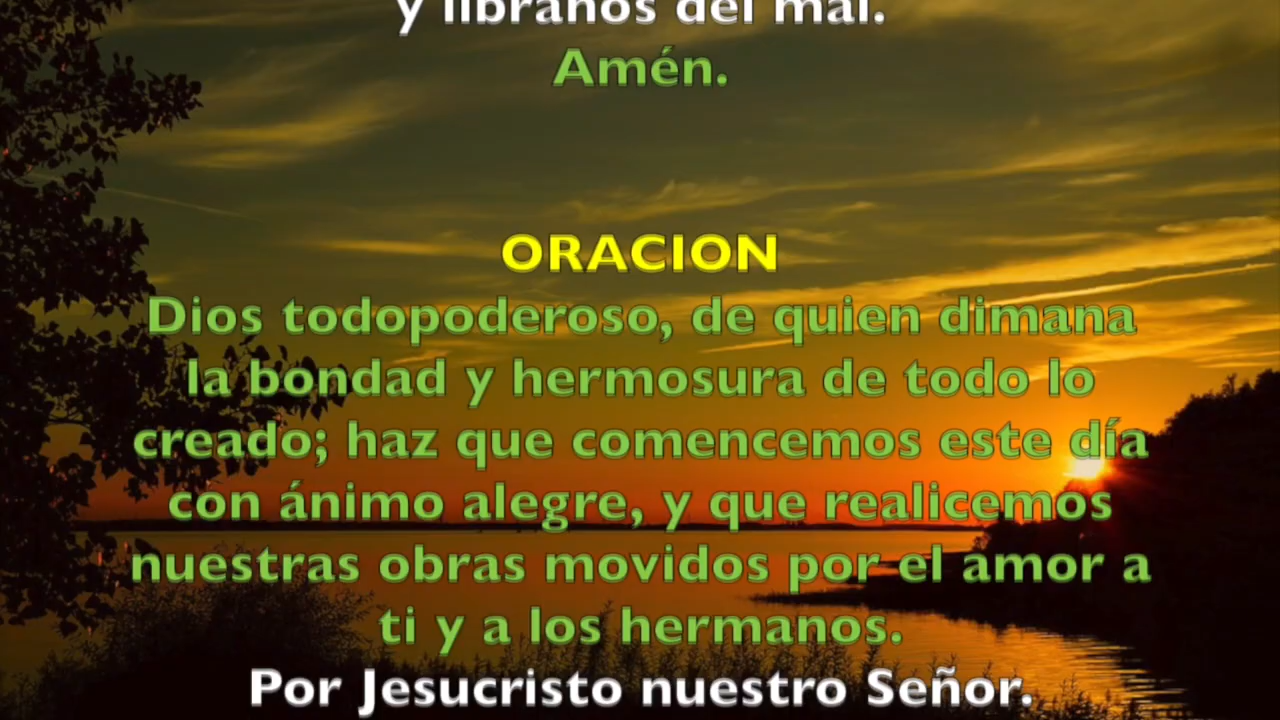 y líbranos del mal.
Amén.
ORACION
Dios todopoderoso, de quien dimana
la bondad y hermosura de todo lo
creado; haz que comencemos este día
con ánimo alegre, y que realicemos
nuestras obras movidos por el amor a
ti y a los hermanos.
Por Jesucristo nuestro Señor.